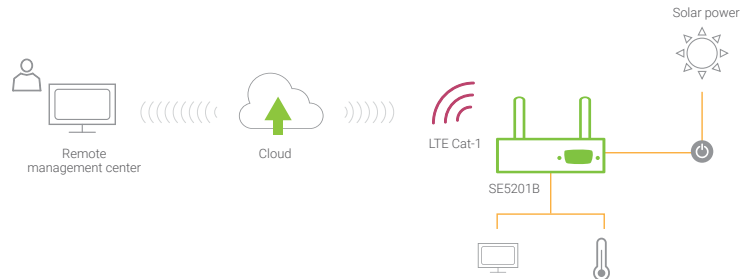 Solar power
LTE Cat-1
Remote
management center
Cloud
SE5201B